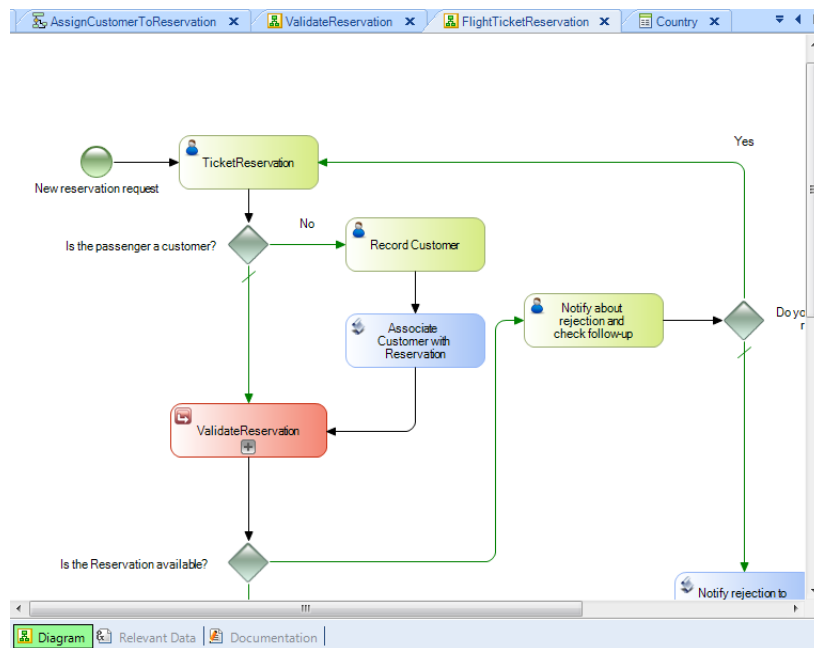 AssignCustomerToReservation
ValidateReservation
FlightTicketReservation
Country
Yes
TicketReservation
New reservation request
No
Is the passenger a customer?
Record Customer
Notify about
rejection and
check follow-up
Do yo
r
Associate
Customer with
Reservation
ValidateReservation
Is the Reservation available?
Notify rejection to
Diagram
Relevant Data
Documentation